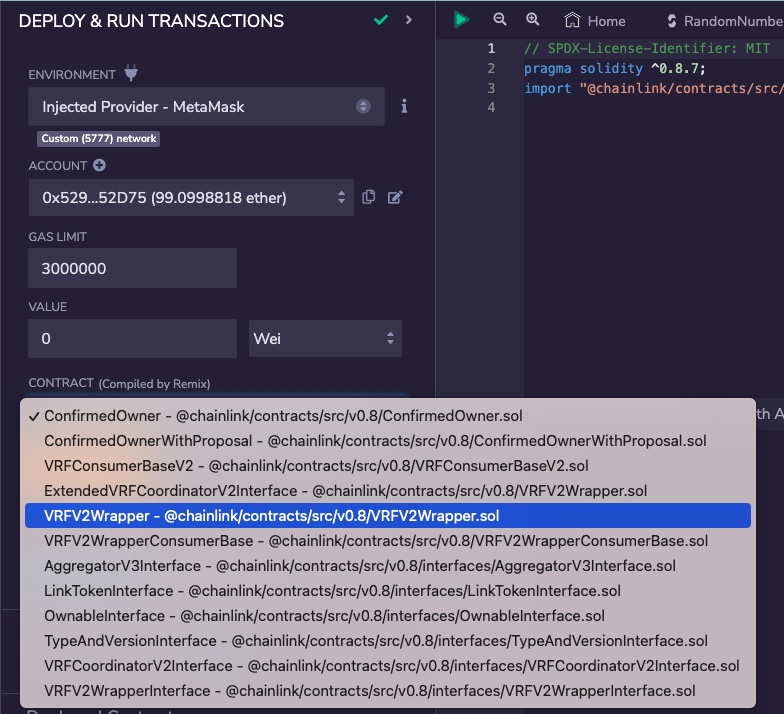 DEPLOY & RUN TRANSACTIONS
ENVIRONMENT
Injected Provider - MetaMask
Custom (5777) network
ACCOUNT
0x529...52D75 (99.0998818 ether)
GAS LIMIT
3000000
VALUE
0
Wei
CONTRACT (Compiled by Remix)
ConfirmedOwner - @chainlink/contracts/src/v0.8/ConfirmedOwner.sol
ConfirmedOwnerWithProposal - @chainlink/contracts/src/v0.8/ConfirmedOwnerWithProposal.sol
VRFConsumerBaseV2 - @chainlink/contracts/src/v0.8/VRFConsumerBaseV2.sol
ExtendedVRFCoordinatorV2Interface - @chainlink/contracts/src/v0.8/VRFV2Wrapper.sol
VRFV2Wrapper - @chainlink/contracts/src/v0.8/VRFV2Wrapper.sol
VRFV2WrapperConsumerBase - @chainlink/contracts/src/v0.8/VRFV2WrapperConsumerBase.sol
AggregatorV3Interface - @chainlink/contracts/src/v0.8/interfaces/AggregatorV3Interface.sol
LinkTokenInterface - @chainlink/contracts/src/v0.8/interfaces/LinkTokenInterface.sol
OwnableInterface - @chainlink/contracts/src/v0.8/interfaces/OwnableInterface.sol
TypeAndVersionInterface - @chainlink/contracts/src/v0.8/interfaces/TypeAndVersionInterface.sol
VRFCoordinatorV2Interface - @chainlink/contracts/src/v0.8/interfaces/VRFCoordinatorV2Interface.sol
VRFV2WrapperInterface - @chainlink/contracts/src/v0.8/interfaces/VRFV2WrapperInterface.sol
Home
RandomNumbe
1 // SPDX-License-Identifier: MIT
2 pragma solidity ^0.8.7;
3 import "@chainlink/contracts/src/
4
th A